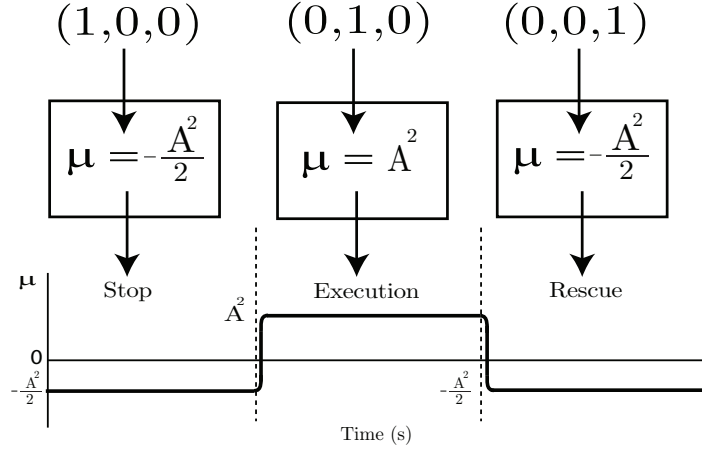 (1,0,0) (0,1,0) (0,0,1)
μ = -A²/2 μ = A² μ = -A²/2
Stop Execution Rescue
μ
A²
0
-A²/2 -A²/2
Time (s)